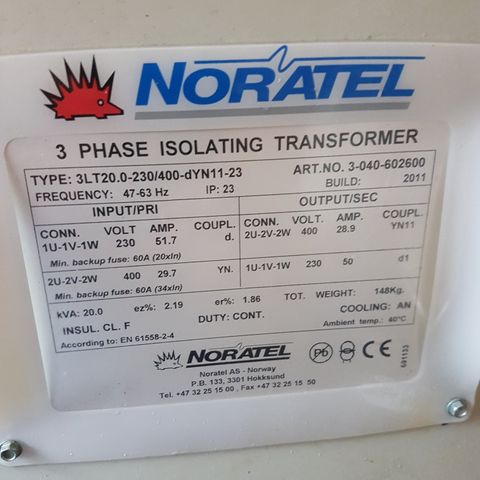 NORATEL
3 PHASE ISOLATING TRANSFORMER
TYPE: 3LT20.0-230/400-dYN11-23 ART.NO. 3-040-602600
FREQUENCY: 47-63 Hz IP: 23 BUILD: 2011
INPUT/PRI OUTPUT/SEC
CONN. VOLT AMP. COUPL. CONN. VOLT AMP. COUPL.
1U-1V-1W 230 51.7 d. 2U-2V-2W 400 28.9 YN11
Min. backup fuse: 60A (20xIn)
2U-2V-2W 400 29.7 YN. 1U-1V-1W 230 50 d1
Min. backup fuse: 60A (34xIn)
kVA: 20.0 ez%: 2.19 er%: 1.86 TOT. WEIGHT: 148Kg.
INSUL. CL. F DUTY: CONT. COOLING: AN
According to: EN 61558-2-4 Ambient temp.: 40°C
NORATEL
Noratel AS - Norway
P.B. 133, 3301 Hokksund
Tel. +47 32 25 15 00 , Fax +47 32 25 15 50
Pb CE
691133